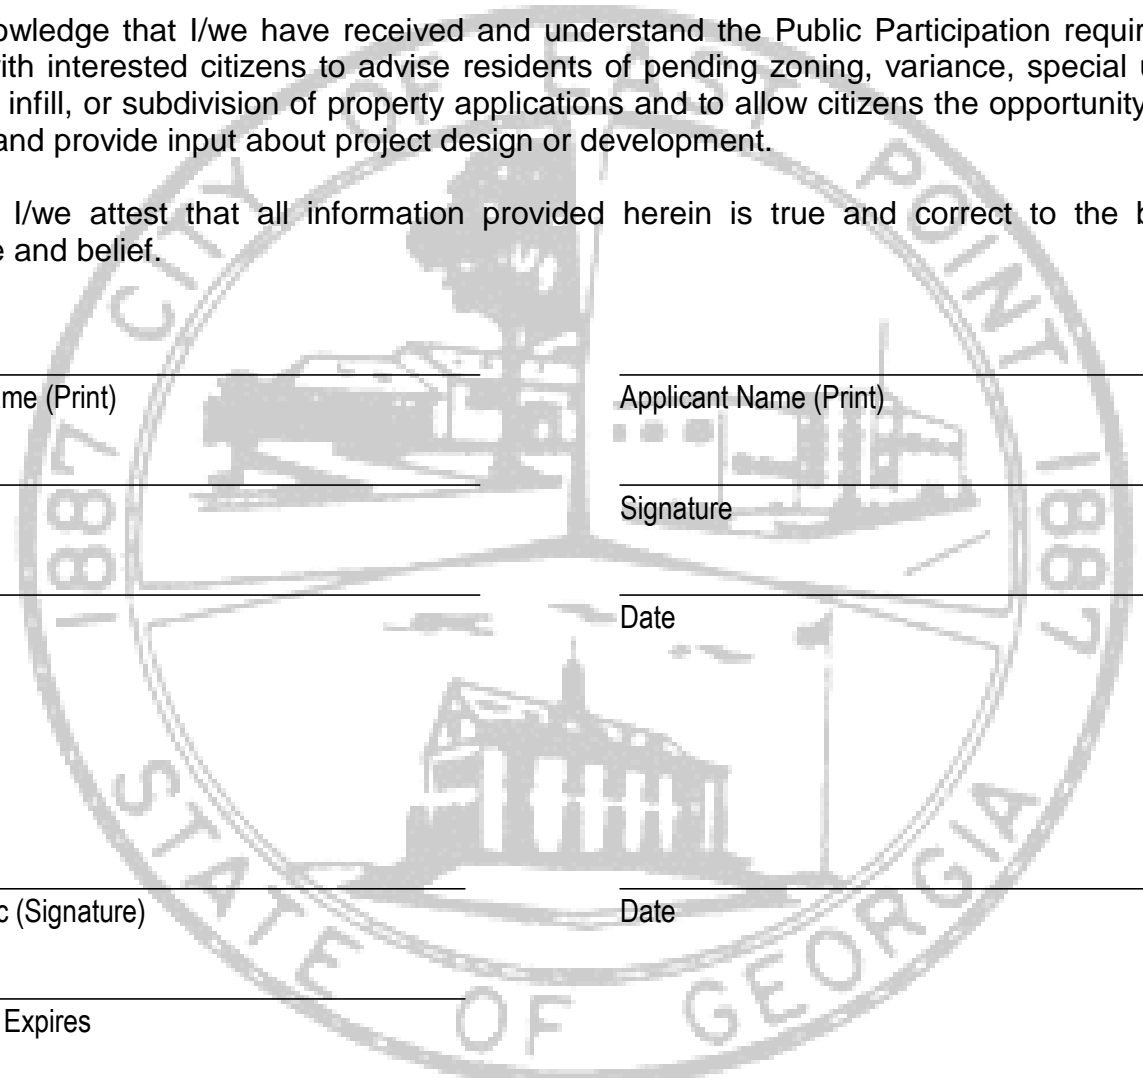 owledge that I/we have received and understand the Public Participation requir
vith interested citizens to advise residents of pending zoning, variance, special u
infill, or subdivision of property applications and to allow citizens the opportunity
and provide input about project design or development.
I/we attest that all information provided herein is true and correct to the b
e and belief.
me (Print)
Applicant Name (Print)
Signature
Date
c (Signature)
Date
Expires
CITY OF EAST POINT
1887
1887
STATE OF GEORGIA